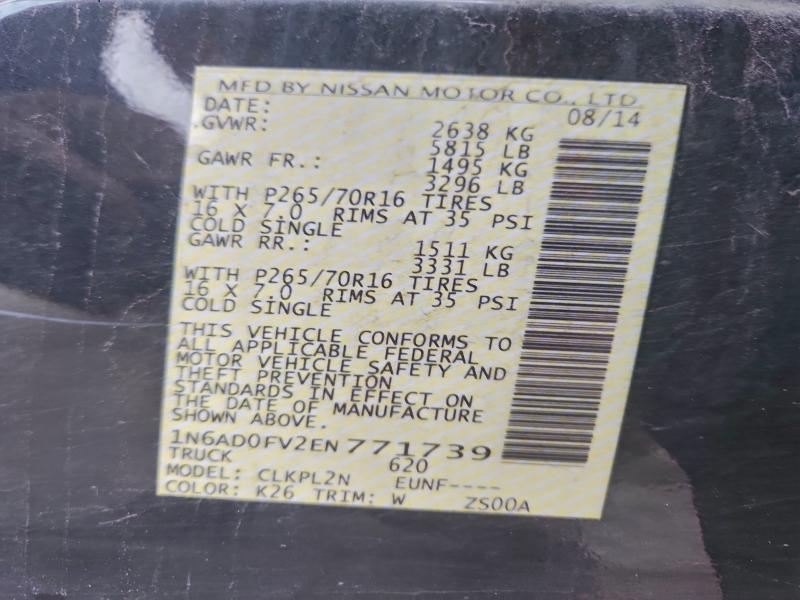 MFD BY NISSAN MOTOR CO., LTD.
DATE: 08/14
GVWR: 2638 KG
5815 LB
GAWR FR.: 1495 KG
3296 LB
WITH P265/70R16 TIRES
16 X 7.0 RIMS AT 35 PSI
COLD SINGLE
GAWR RR.: 1511 KG
3331 LB
WITH P265/70R16 TIRES
16 X 7.0 RIMS AT 35 PSI
COLD SINGLE
THIS VEHICLE CONFORMS TO
ALL APPLICABLE FEDERAL
MOTOR VEHICLE SAFETY AND
THEFT PREVENTION
STANDARDS IN EFFECT ON
THE DATE OF MANUFACTURE
SHOWN ABOVE.
1N6AD0FV2EN771739
TRUCK 620
MODEL: CLKPL2N EUNF----
COLOR: K26 TRIM: W ZS00A